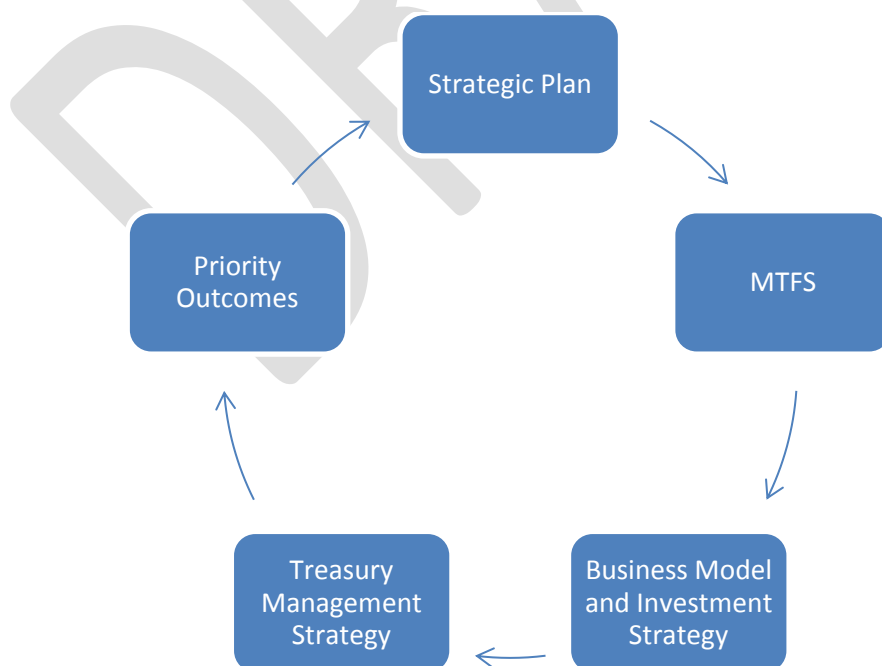 Strategic Plan
MTFS
Business Model
and Investment
Strategy
Treasury
Management
Strategy
Priority
Outcomes